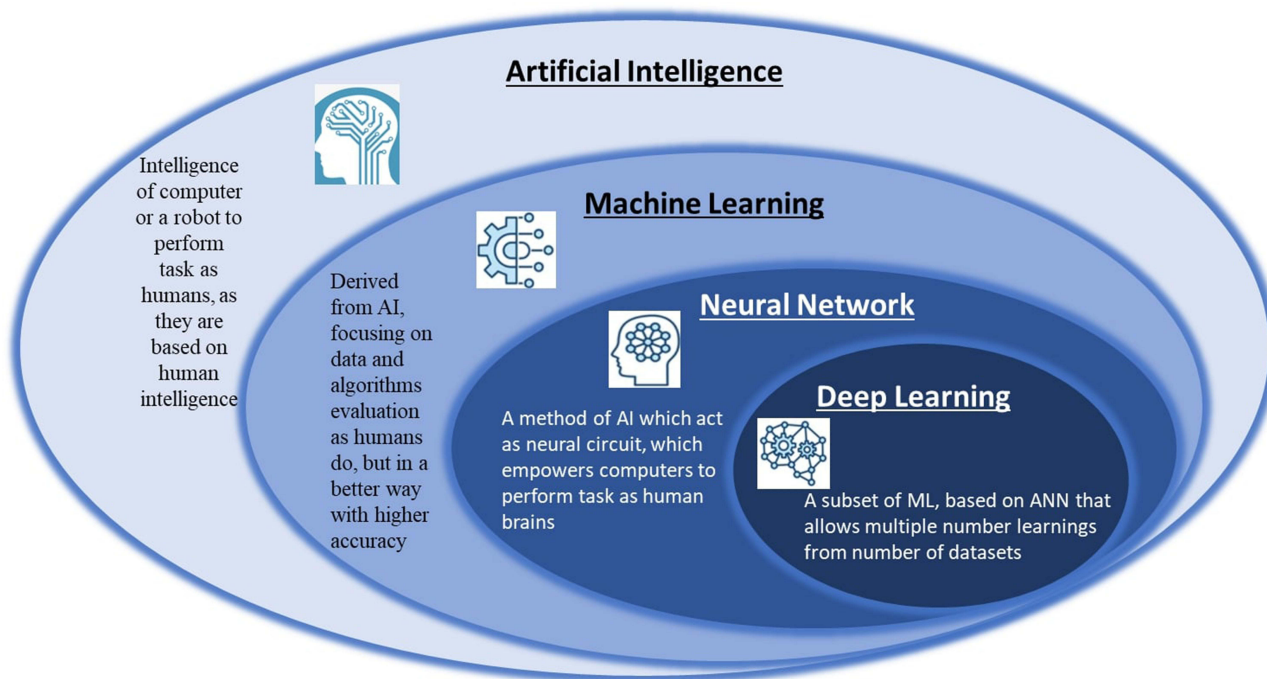 Artificial Intelligence
Intelligence
of computer
or a robot to
perform
task as
humans, as
they are
based on
human
intelligence
Machine Learning
Derived
from AI,
focusing on
data and
algorithms
evaluation
as humans
do, but in a
better way
with higher
accuracy
Neural Network
A method of AI which act
as neural circuit, which
empowers computers to
perform task as human
brains
Deep Learning
A subset of ML, based on ANN that
allows multiple number learnings
from number of datasets